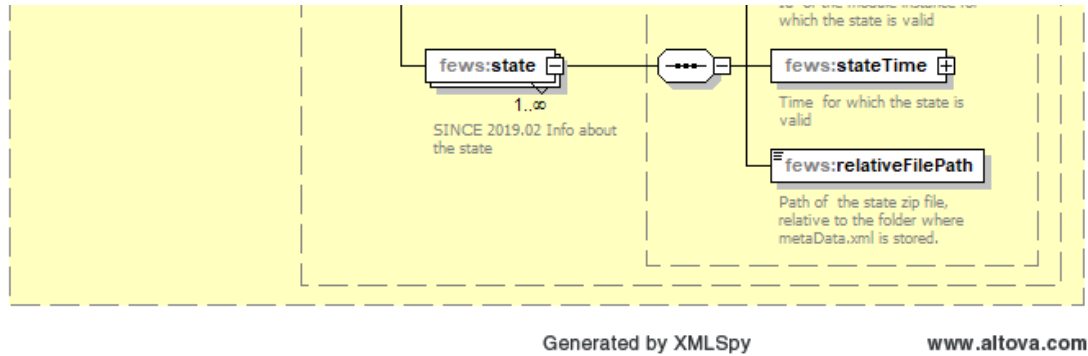 which the state is valid
fews:state
1..∞
SINCE 2019.02 Info about
the state
fews:stateTime
Time for which the state is
valid
fews:relativeFilePath
Path of the state zip file,
relative to the folder where
metaData.xml is stored.
Generated by XMLSpy
www.altova.com